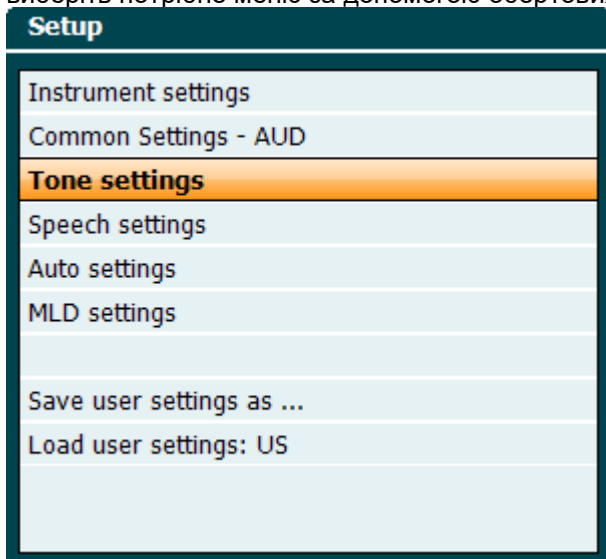 Setup
Instrument settings
Common Settings - AUD
Tone settings
Speech settings
Auto settings
MLD settings
Save user settings as ...
Load user settings: US